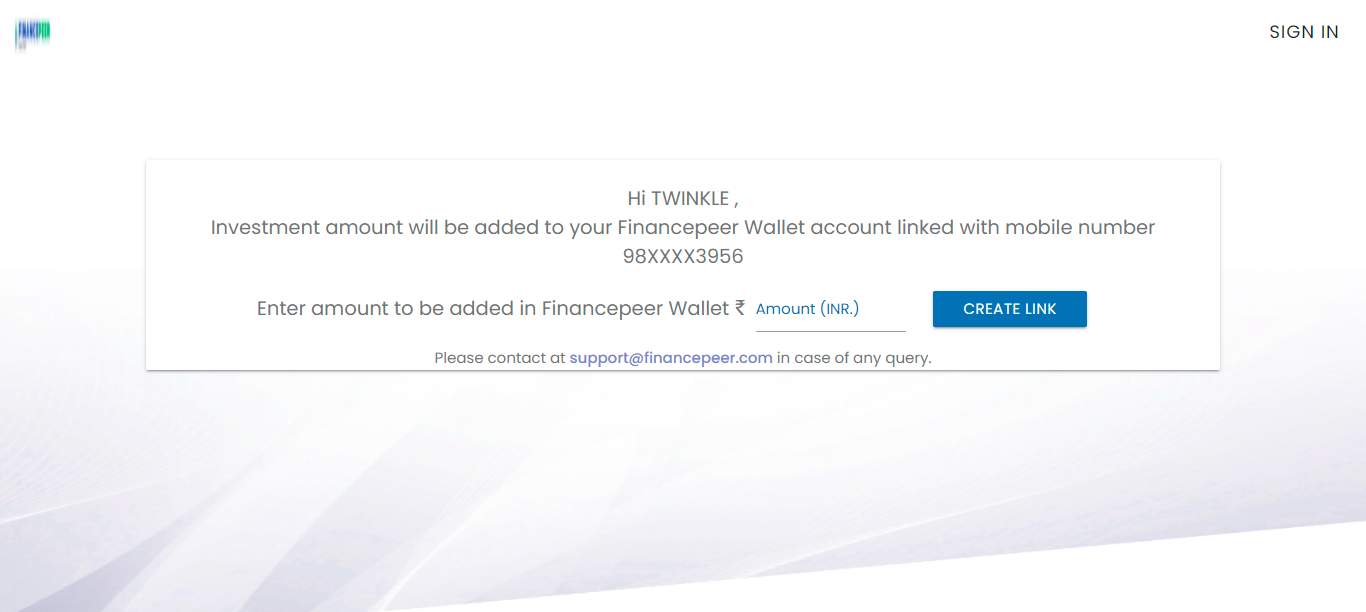 FINANCEPEER
SIGN IN
Hi TWINKLE ,
Investment amount will be added to your Financepeer Wallet account linked with mobile number
98XXXX3956
Enter amount to be added in Financepeer Wallet ₹ Amount (INR.) CREATE LINK
Please contact at support@financepeer.com in case of any query.